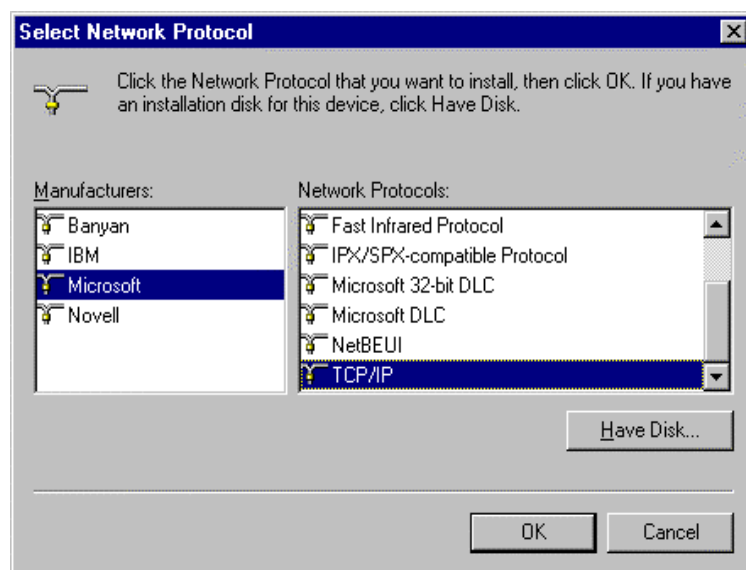 Select Network Protocol
Click the Network Protocol that you want to install, then click OK. If you have
an installation disk for this device, click Have Disk.
Manufacturers:
Banyan
IBM
Microsoft
Novell
Network Protocols:
Fast Infrared Protocol
IPX/SPX-compatible Protocol
Microsoft 32-bit DLC
Microsoft DLC
NetBEUI
TCP/IP
Have Disk...
OK
Cancel